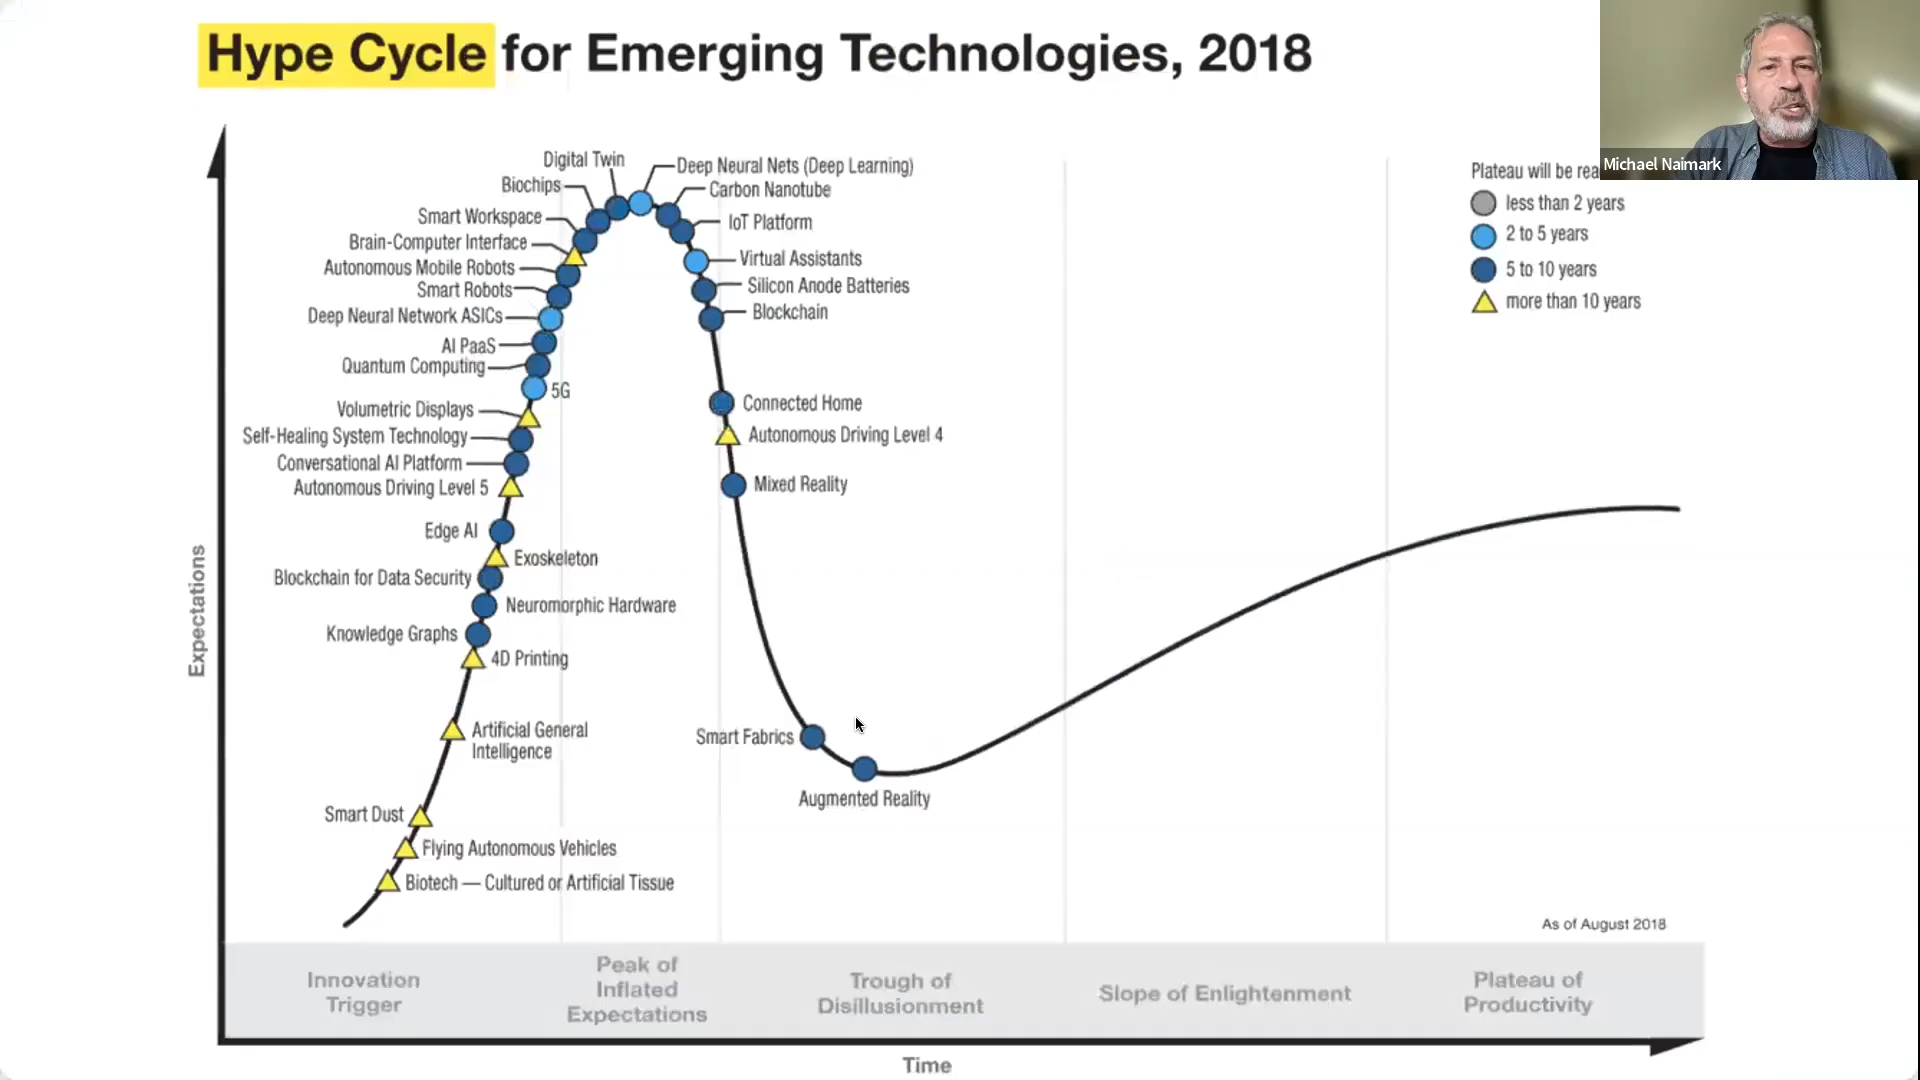 Hype Cycle for Emerging Technologies, 2018
Michael Naimark
Plateau will be rea
less than 2 years
2 to 5 years
5 to 10 years
more than 10 years
Digital Twin
Deep Neural Nets (Deep Learning)
Biochips
Carbon Nanotube
Smart Workspace
IoT Platform
Brain-Computer Interface
Virtual Assistants
Autonomous Mobile Robots
Silicon Anode Batteries
Smart Robots
Blockchain
Deep Neural Network ASICs
AI PaaS
Quantum Computing
5G
Connected Home
Volumetric Displays
Autonomous Driving Level 4
Self-Healing System Technology
Conversational AI Platform
Mixed Reality
Autonomous Driving Level 5
Edge AI
Exoskeleton
Blockchain for Data Security
Neuromorphic Hardware
Knowledge Graphs
4D Printing
Artificial General
Intelligence
Smart Fabrics
Augmented Reality
Smart Dust
Flying Autonomous Vehicles
Biotech — Cultured or Artificial Tissue
As of August 2018
Expectations
Innovation
Trigger
Peak of
Inflated
Expectations
Trough of
Disillusionment
Slope of Enlightenment
Plateau of
Productivity
Time